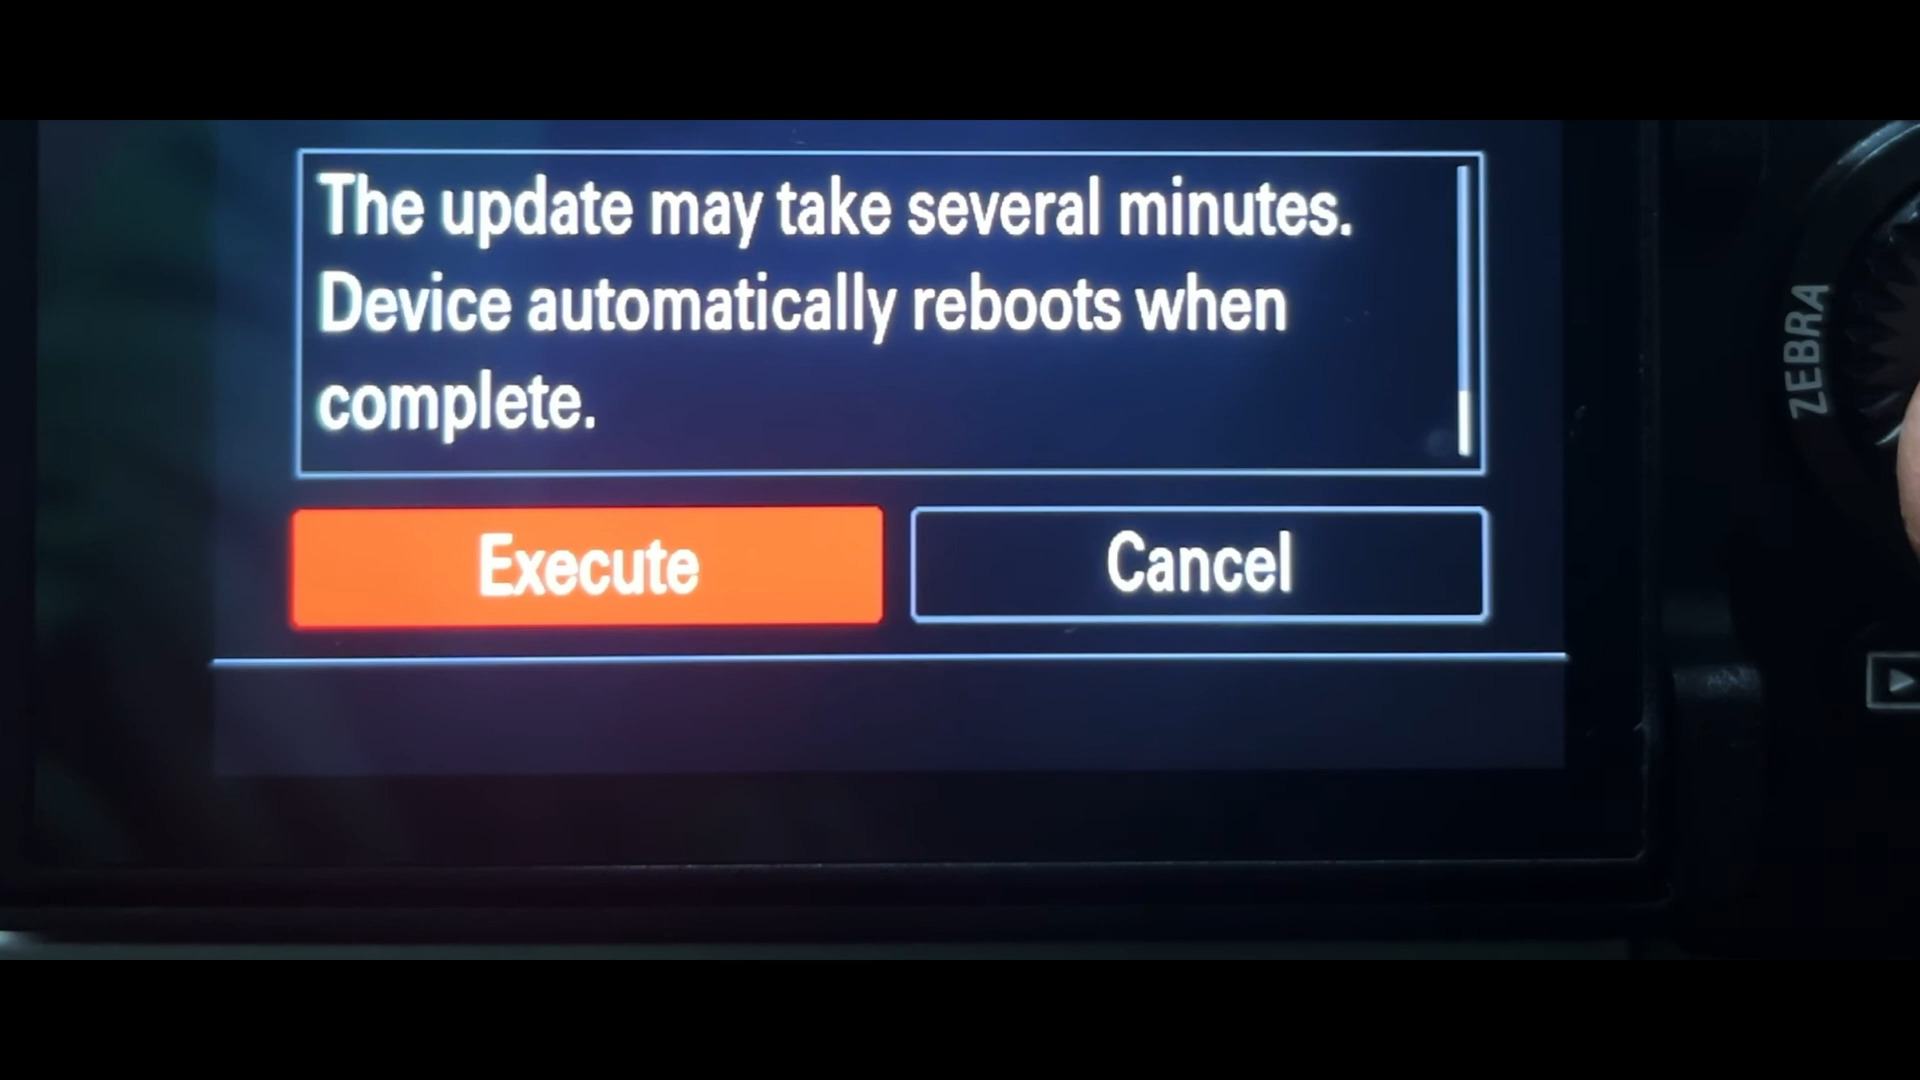 The update may take several minutes.
Device automatically reboots when
complete.
Execute
Cancel
ZEBRA